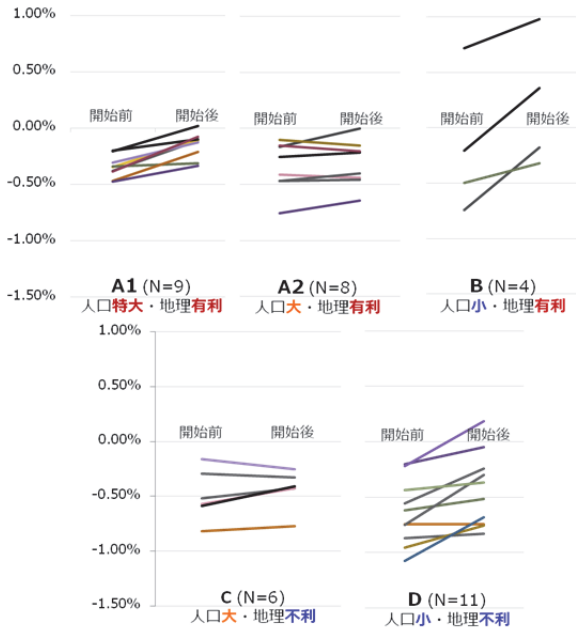 1.00%
0.50%
0.00%
-0.50%
-1.00%
-1.50%
開始前 開始後
開始前 開始後
開始前 開始後
A1 (N=9)
人口特大・地理有利
A2 (N=8)
人口大・地理有利
B (N=4)
人口小・地理有利
1.00%
0.50%
0.00%
-0.50%
-1.00%
-1.50%
開始前 開始後
開始前 開始後
C (N=6)
人口大・地理不利
D (N=11)
人口小・地理不利